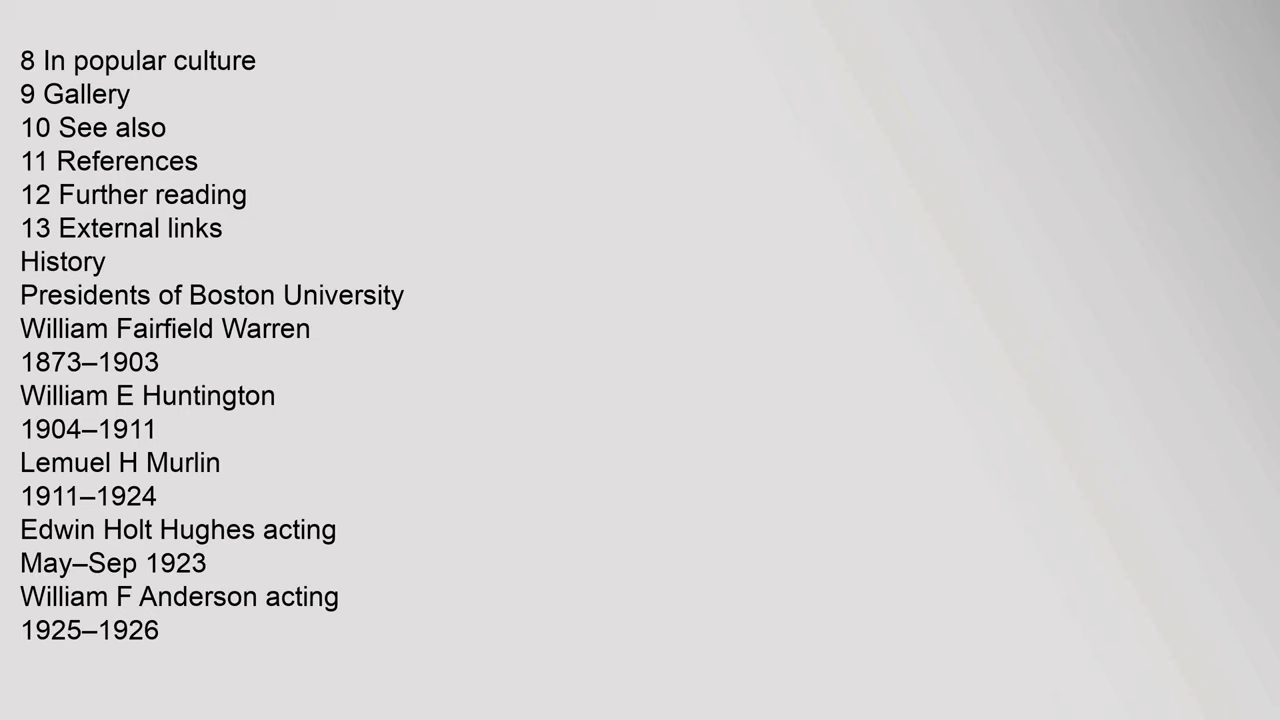 8 In popular culture
9 Gallery
10 See also
11 References
12 Further reading
13 External links
History
Presidents of Boston University
William Fairfield Warren
1873–1903
William E Huntington
1904–1911
Lemuel H Murlin
1911–1924
Edwin Holt Hughes acting
May–Sep 1923
William F Anderson acting
1925–1926